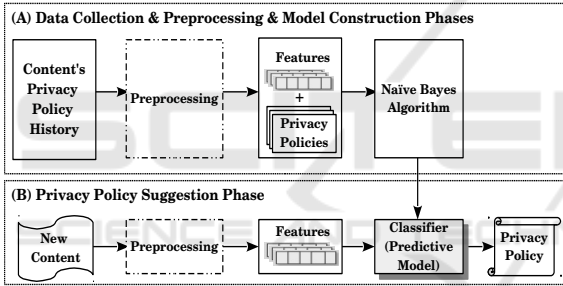 (A) Data Collection & Preprocessing & Model Construction Phases
Content's
Privacy
Policy
History
Preprocessing
Features
+
Privacy
Policies
Naïve Bayes
Algorithm
(B) Privacy Policy Suggestion Phase
New
Content
Preprocessing
Features
Classifier
(Predictive
Model)
Privacy
Policy